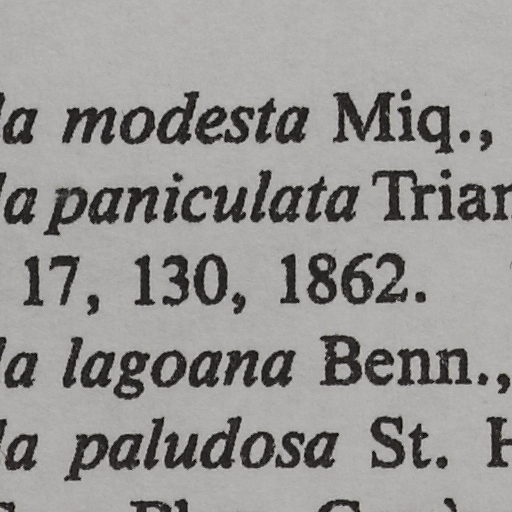 la modesta Miq.,
la paniculata Trian
17, 130, 1862.
la lagoana Benn.,
la paludosa St. H